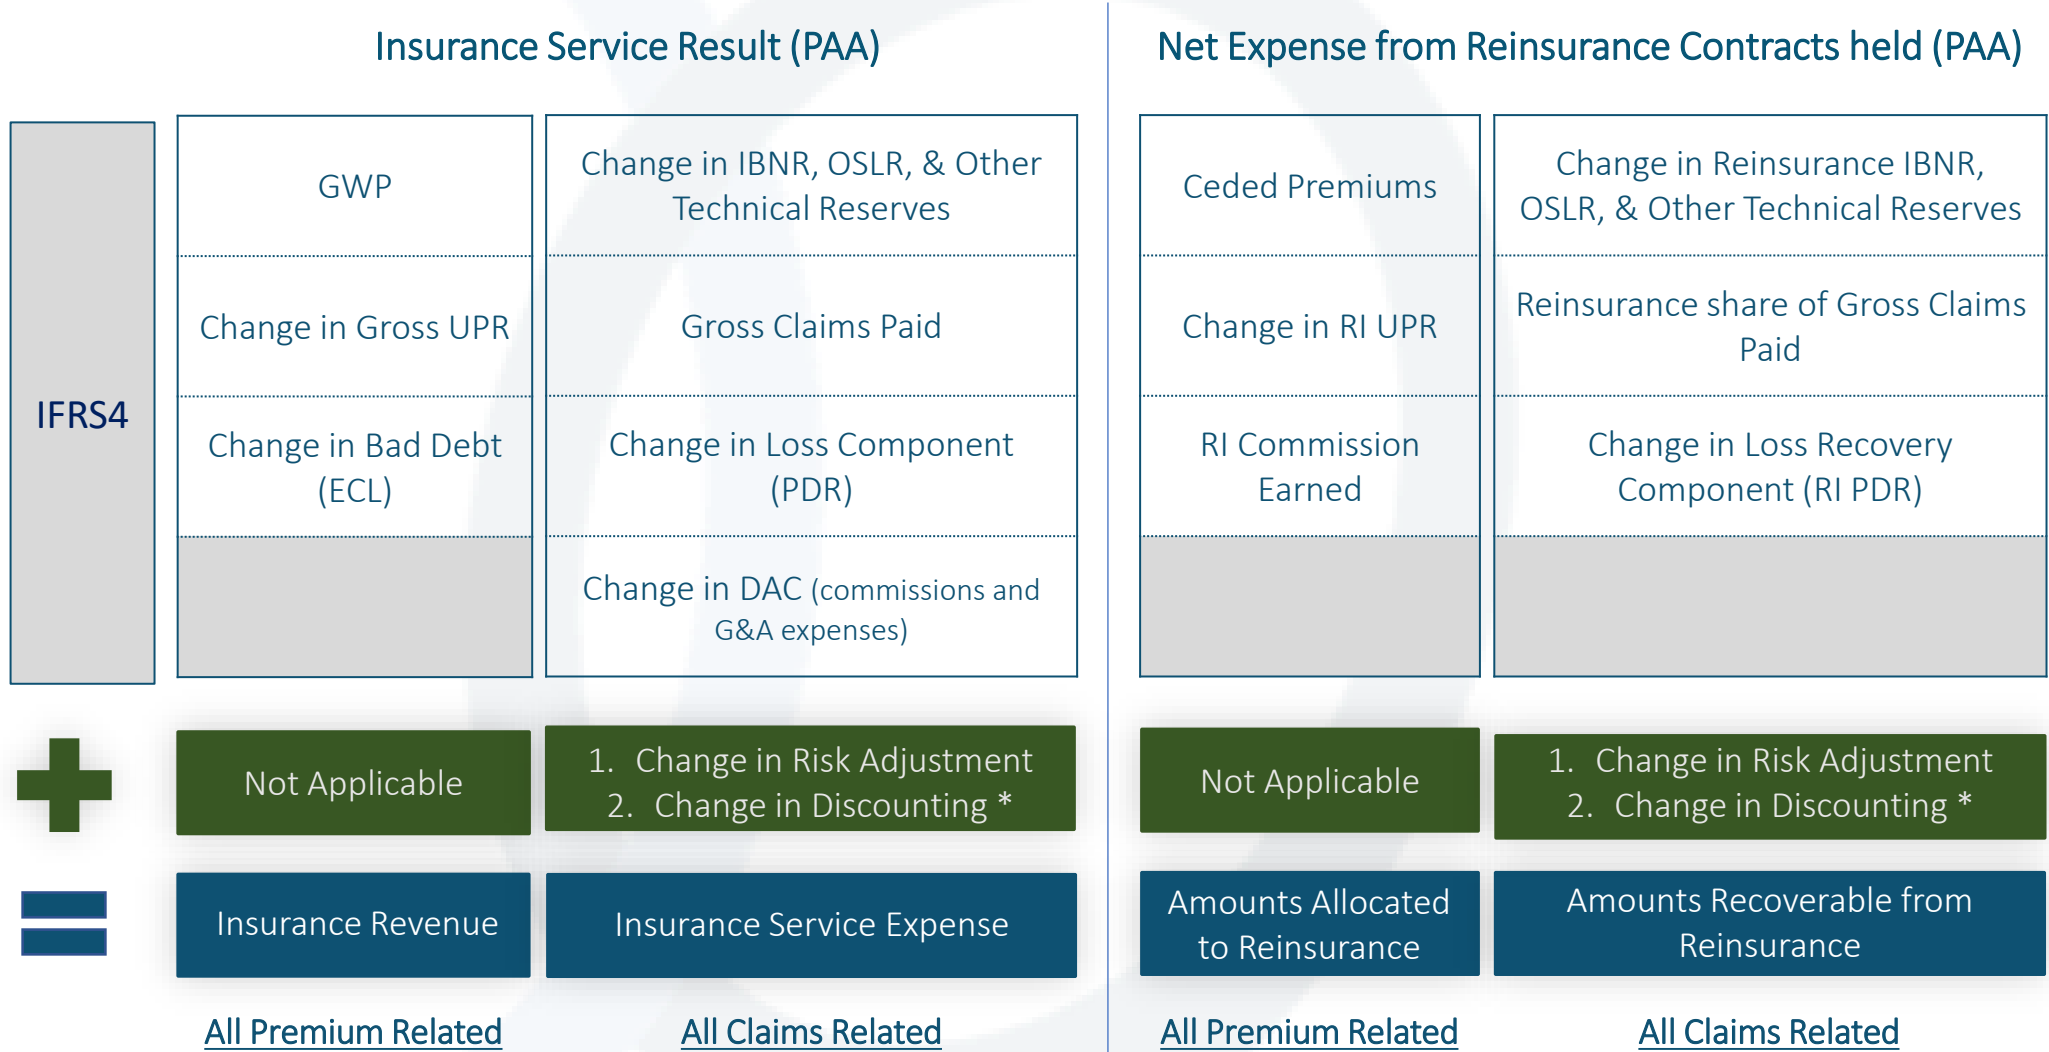 Insurance Service Result (PAA)
Net Expense from Reinsurance Contracts held (PAA)
IFRS4
GWP
Change in Gross UPR
Change in Bad Debt
(ECL)
Change in IBNR, OSLR, & Other
Technical Reserves
Gross Claims Paid
Change in Loss Component
(PDR)
Change in DAC (commissions and
G&A expenses)
Ceded Premiums
Change in RI UPR
RI Commission
Earned
Change in Reinsurance IBNR,
OSLR, & Other Technical Reserves
Reinsurance share of Gross Claims
Paid
Change in Loss Recovery
Component (RI PDR)
Not Applicable
1. Change in Risk Adjustment
2. Change in Discounting *
Not Applicable
1. Change in Risk Adjustment
2. Change in Discounting *
Insurance Revenue
Insurance Service Expense
Amounts Allocated
to Reinsurance
Amounts Recoverable from
Reinsurance
All Premium Related
All Claims Related
All Premium Related
All Claims Related